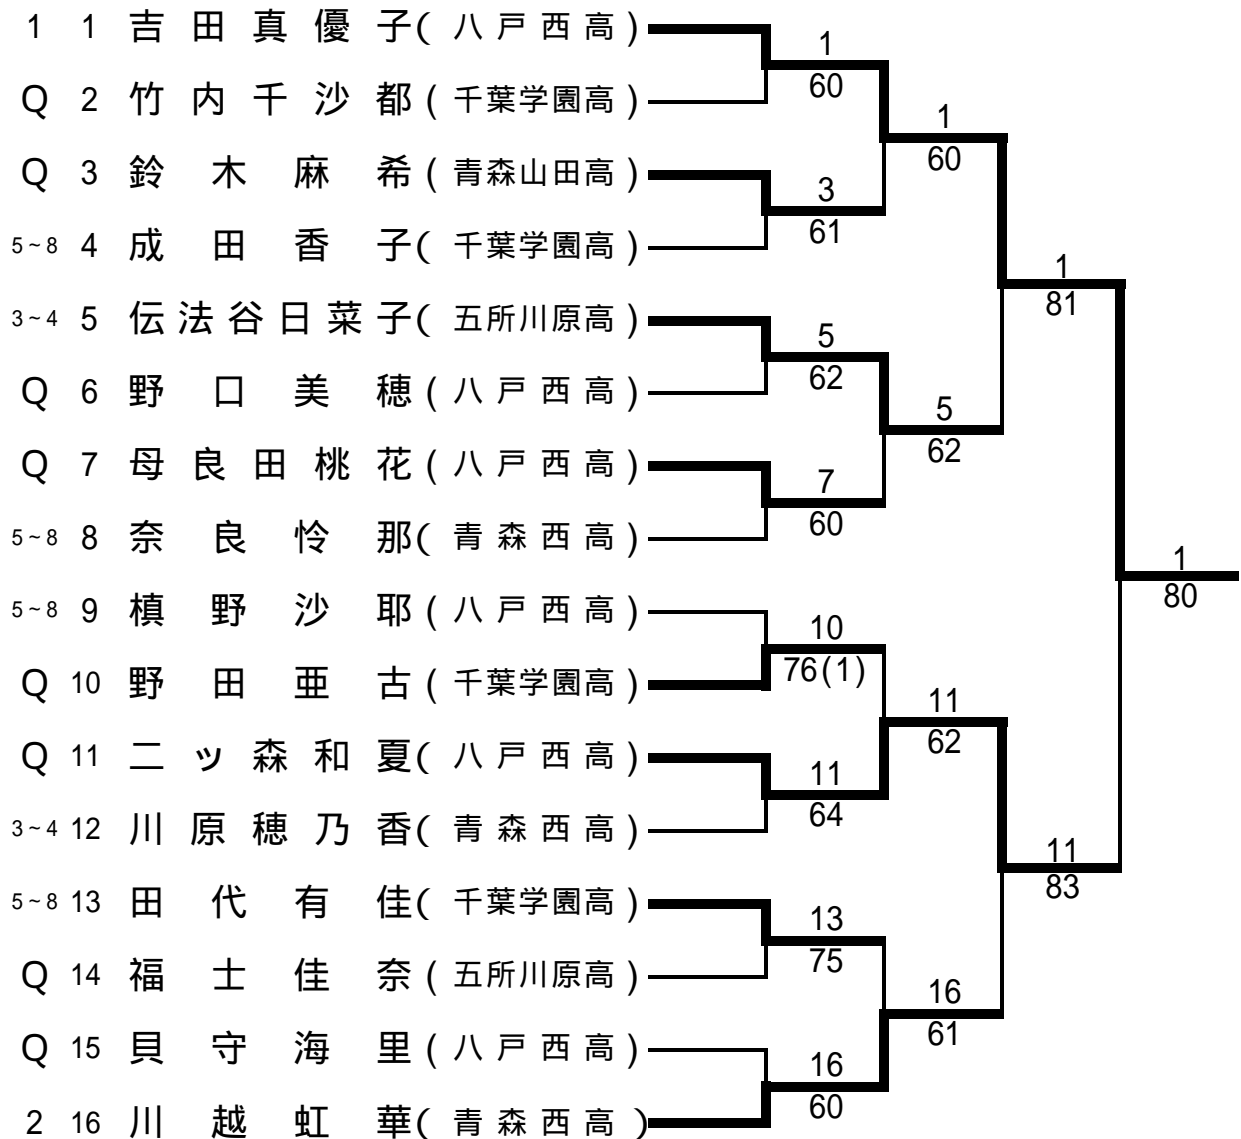 1 1 吉田真優子(八戸西高)
1
60
Q 2 竹内千沙都(千葉学園高)
1
60
Q 3 鈴木麻希(青森山田高)
3
61
5~8 4 成田香子(千葉学園高)
1
81
3~4 5 伝法谷日菜子(五所川原高)
5
62
Q 6 野口美穂(八戸西高)
5
62
Q 7 母良田桃花(八戸西高)
7
60
5~8 8 奈良怜那(青森西高)
1
80
5~8 9 槙野沙耶(八戸西高)
10
76(1)
Q 10 野田亜古(千葉学園高)
11
62
Q 11 二ッ森和夏(八戸西高)
11
64
3~4 12 川原穂乃香(青森西高)
11
83
5~8 13 田代有佳(千葉学園高)
13
75
Q 14 福士佳奈(五所川原高)
16
61
Q 15 貝守海里(八戸西高)
16
60
2 16 川越虹華(青森西高)